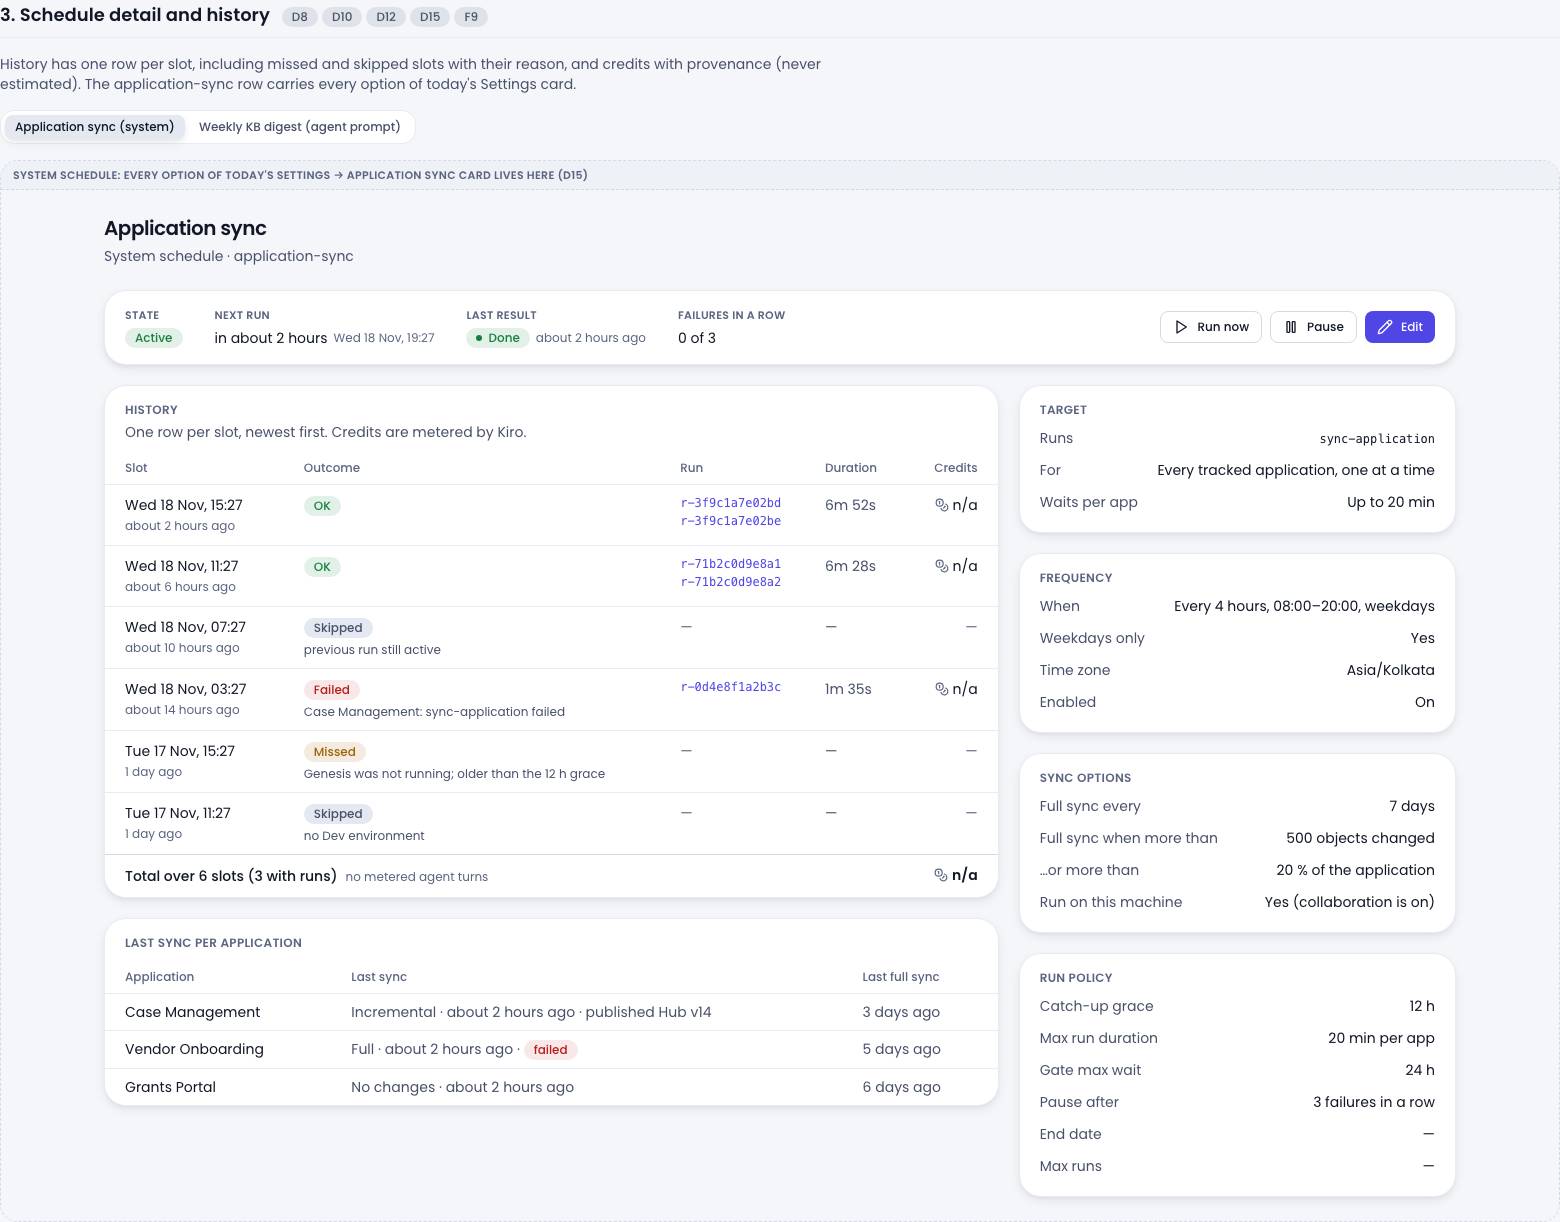 3. Schedule detail and history D8 D10 D12 D15 F9
History has one row per slot, including missed and skipped slots with their reason, and credits with provenance (never
estimated). The application-sync row carries every option of today's Settings card.
Application sync (system) Weekly KB digest (agent prompt)
SYSTEM SCHEDULE: EVERY OPTION OF TODAY'S SETTINGS → APPLICATION SYNC CARD LIVES HERE (D15)
Application sync
System schedule · application-sync
STATE NEXT RUN LAST RESULT FAILURES IN A ROW
Active in about 2 hours Wed 18 Nov, 19:27 Done about 2 hours ago 0 of 3
Run now Pause Edit
HISTORY
One row per slot, newest first. Credits are metered by Kiro.
Slot Outcome Run Duration Credits
Wed 18 Nov, 15:27 OK r-3f9c1a7e02bd 6m 52s n/a
about 2 hours ago r-3f9c1a7e02be
Wed 18 Nov, 11:27 OK r-71b2c0d9e8a1 6m 28s n/a
about 6 hours ago r-71b2c0d9e8a2
Wed 18 Nov, 07:27 Skipped — — —
about 10 hours ago previous run still active
Wed 18 Nov, 03:27 Failed r-0d4e8f1a2b3c 1m 35s n/a
about 14 hours ago Case Management: sync-application failed
Tue 17 Nov, 15:27 Missed — — —
1 day ago Genesis was not running; older than the 12 h grace
Tue 17 Nov, 11:27 Skipped — — —
1 day ago no Dev environment
Total over 6 slots (3 with runs) no metered agent turns n/a
LAST SYNC PER APPLICATION
Application Last sync Last full sync
Case Management Incremental · about 2 hours ago · published Hub v14 3 days ago
Vendor Onboarding Full · about 2 hours ago · failed 5 days ago
Grants Portal No changes · about 2 hours ago 6 days ago
TARGET
Runs sync-application
For Every tracked application, one at a time
Waits per app Up to 20 min
FREQUENCY
When Every 4 hours, 08:00–20:00, weekdays
Weekdays only Yes
Time zone Asia/Kolkata
Enabled On
SYNC OPTIONS
Full sync every 7 days
Full sync when more than 500 objects changed
…or more than 20 % of the application
Run on this machine Yes (collaboration is on)
RUN POLICY
Catch-up grace 12 h
Max run duration 20 min per app
Gate max wait 24 h
Pause after 3 failures in a row
End date —
Max runs —